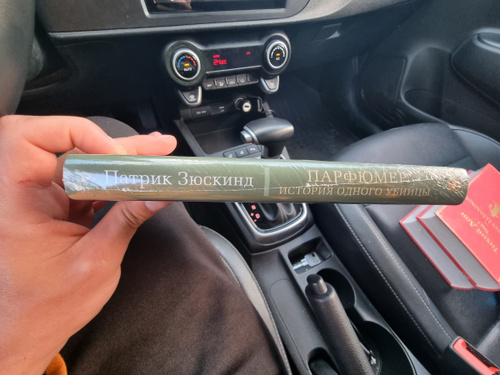 Патрик Зюскинд
ПАРФЮМЕР
ИСТОРИЯ ОДНОГО УБИЙЦЫ